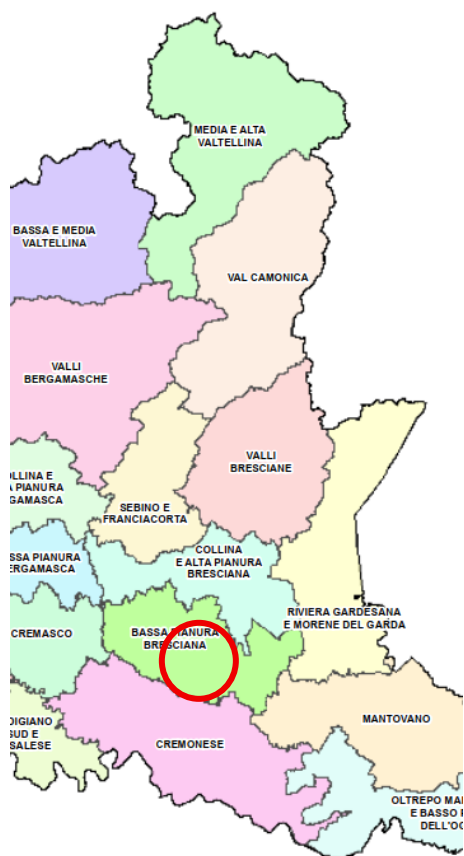 MEDIA E ALTA
VALTELLINA
BASSA E MEDIA
VALTELLINA
VAL CAMONICA
VALLI
BERGAMASCHE
VALLI
BRESCIANE
OLLINA E
A PIANURA
RGAMASCA
SEBINO E
FRANCIACORTA
COLLINA
E ALTA PIANURA
BRESCIANA
SSA PIANURA
ERGAMASCA
RIVIERA GARDESANA
E MORENE DEL GARDA
CREMASCO
BASSA PIANURA
BRESCIANA
DIGIANO
SUD E
SALESE
CREMONESE
MANTOVANO
OLTREPO MA
E BASSO
DELL'OG